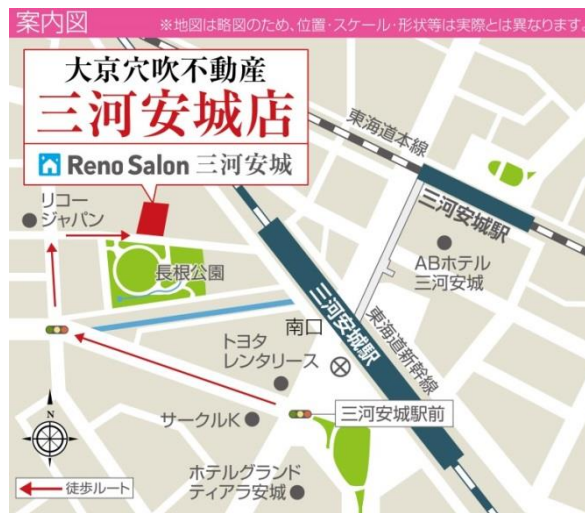 案内図
※地図は略図のため、位置・スケール・形状等は実際とは異なります。
大京穴吹不動産
三河安城店
Reno Salon 三河安城
東海道本線
三河安城駅
リコー
ジャパン
ABホテル
三河安城
長根公園
三河安城駅
東海道新幹線
南口
トヨタ
レンタリース
サークルK
三河安城駅前
N
ホテルグランド
ティアラ安城
徒歩ルート